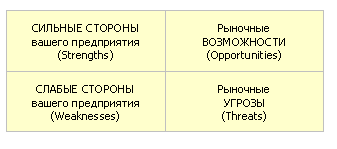 СИЛЬНЫЕ СТОРОНЫ
вашего предприятия
(Strengths)
Рыночные
ВОЗМОЖНОСТИ
(Opportunities)
СЛАБЫЕ СТОРОНЫ
вашего предприятия
(Weaknesses)
Рыночные
УГРОЗЫ
(Threats)